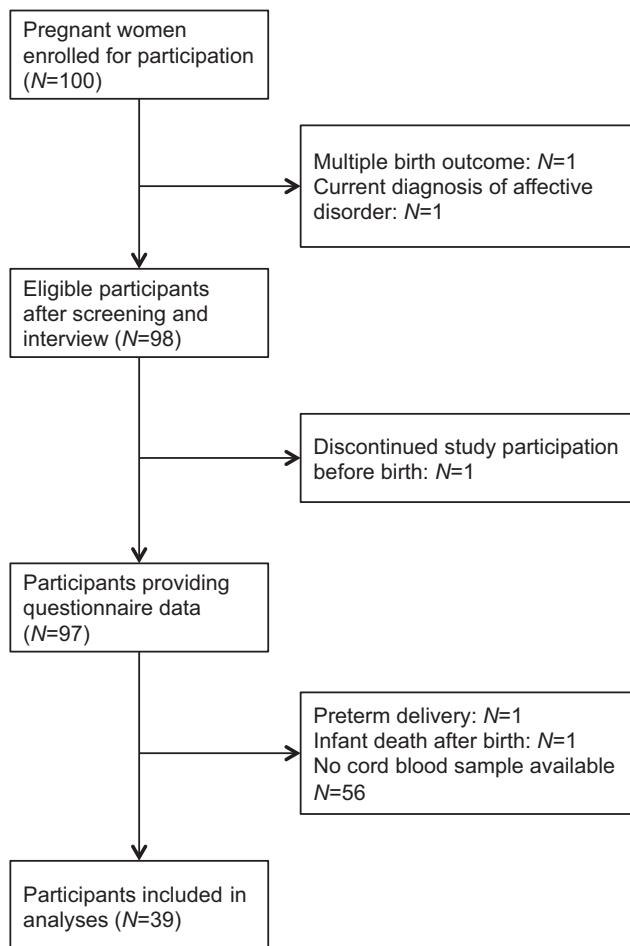 Pregnant women
enrolled for participation
(N=100)
Multiple birth outcome: N=1
Current diagnosis of affective
disorder: N=1
Eligible participants
after screening and
interview (N=98)
Discontinued study participation
before birth: N=1
Participants providing
questionnaire data
(N=97)
Preterm delivery: N=1
Infant death after birth: N=1
No cord blood sample available
N=56
Participants included in
analyses (N=39)